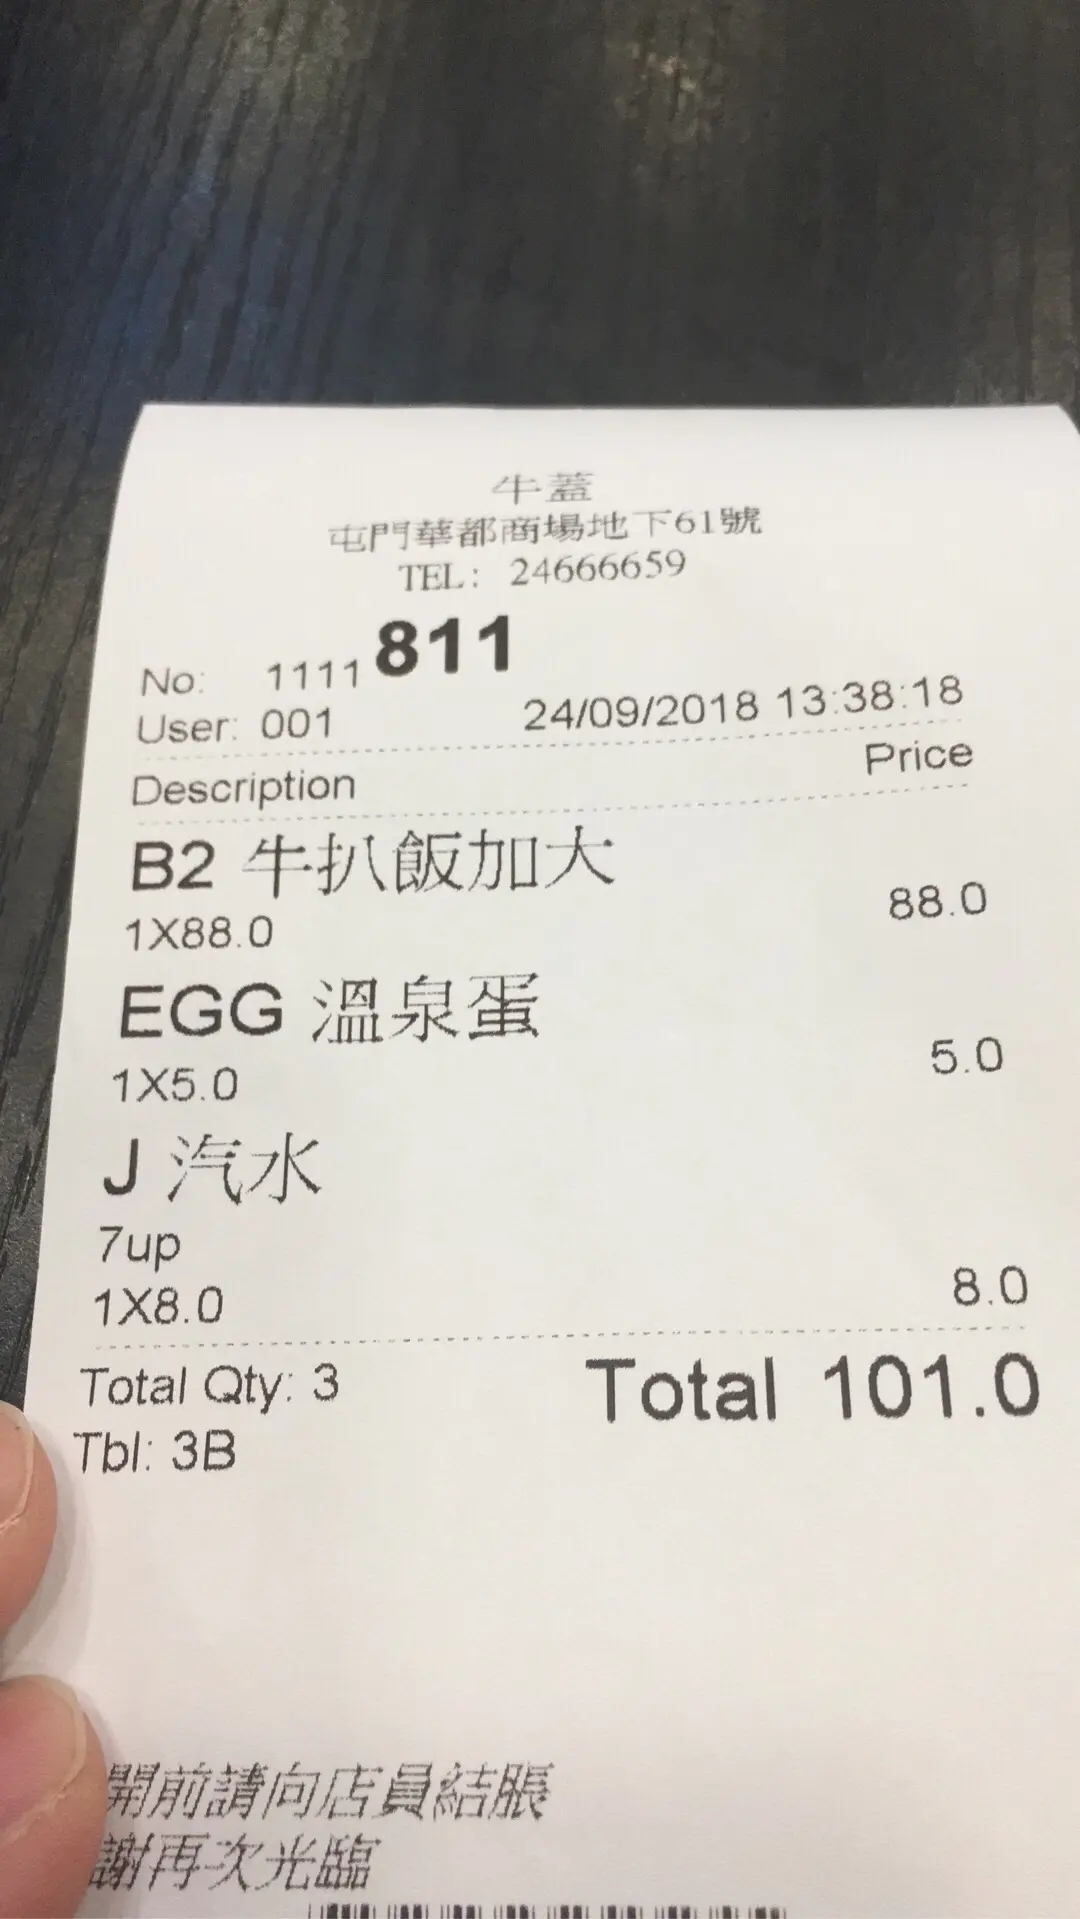 牛蓋
屯門華都商場地下61號
TEL: 24666659
No: 1111 811
User: 001 24/09/2018 13:38:18
Description Price
B2 牛扒飯加大
1X88.0 88.0
EGG 溫泉蛋
1X5.0 5.0
J 汽水
7up
1X8.0 8.0
Total Qty: 3 Total 101.0
Tbl: 3B
開前請向店員結賬
謝再次光臨